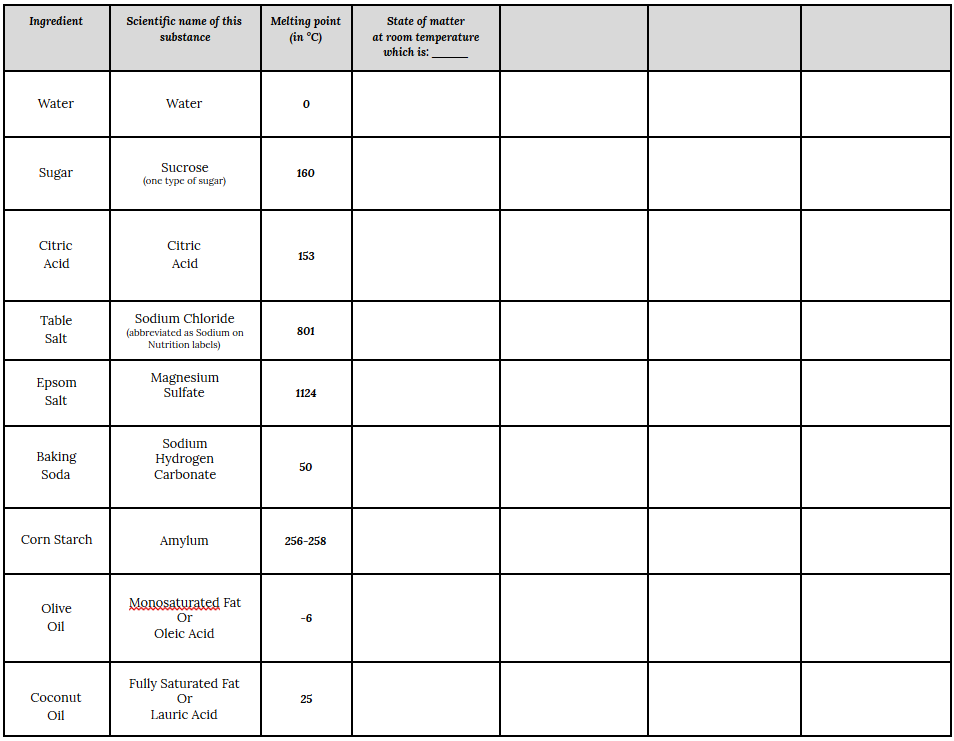 Ingredient
Scientific name of this
substance
Melting point
(in °C)
State of matter
at room temperature
which is: ______
Water
Water
0
Sugar
Sucrose
(one type of sugar)
160
Citric
Acid
Citric
Acid
153
Table
Salt
Sodium Chloride
(abbreviated as Sodium on
Nutrition labels)
801
Epsom
Salt
Magnesium
Sulfate
1124
Baking
Soda
Sodium
Hydrogen
Carbonate
50
Corn Starch
Amylum
256-258
Olive
Oil
Monosaturated Fat
Or
Oleic Acid
-6
Coconut
Oil
Fully Saturated Fat
Or
Lauric Acid
25